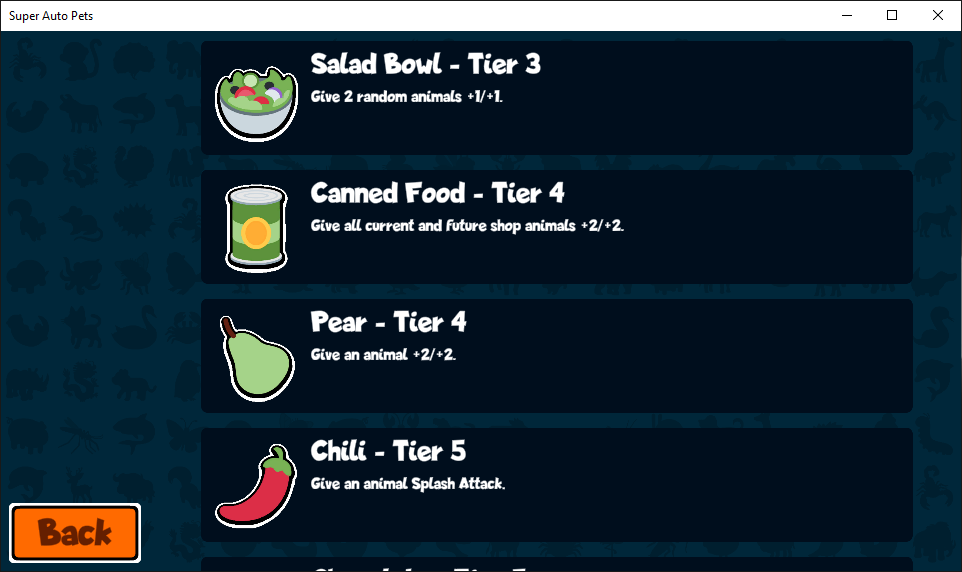 Super Auto Pets
Salad Bowl - Tier 3
Give 2 random animals +1/+1.
Canned Food - Tier 4
Give all current and future shop animals +2/+2.
Pear - Tier 4
Give an animal +2/+2.
Chili - Tier 5
Give an animal Splash Attack.
Back